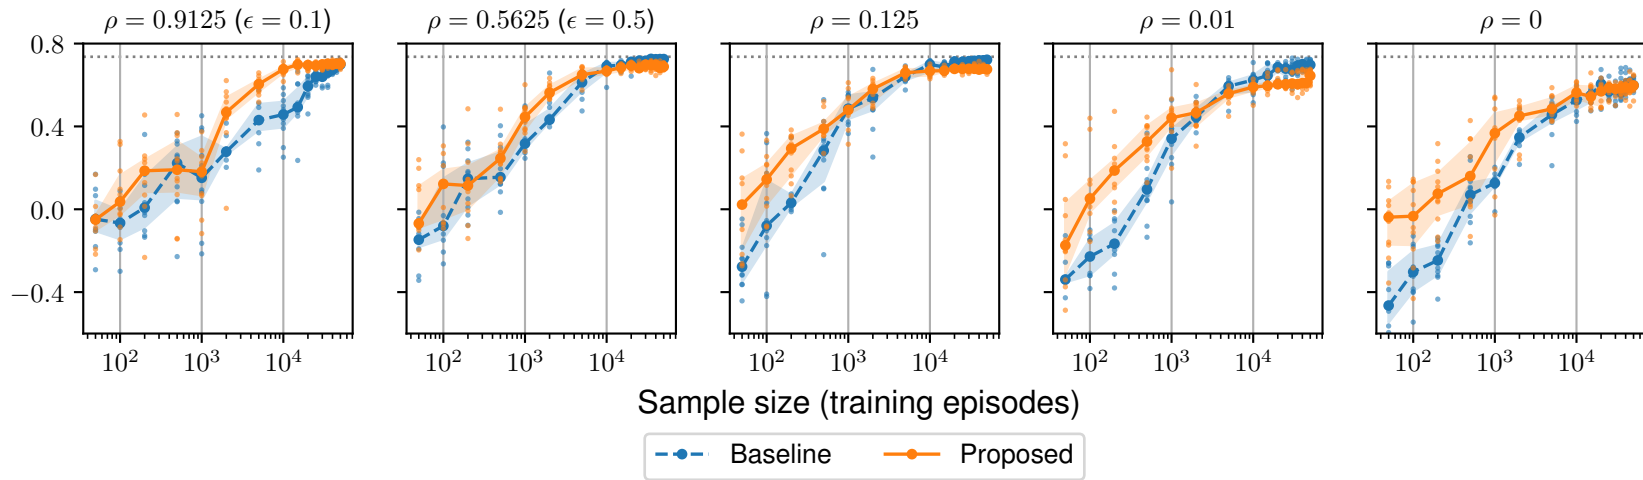 ρ = 0.9125 (ϵ = 0.1)
ρ = 0.5625 (ϵ = 0.5)
ρ = 0.125
ρ = 0.01
ρ = 0
0.8
0.4
0.0
−0.4
10² 10³ 10⁴
10² 10³ 10⁴
10² 10³ 10⁴
10² 10³ 10⁴
10² 10³ 10⁴
Sample size (training episodes)
Baseline Proposed